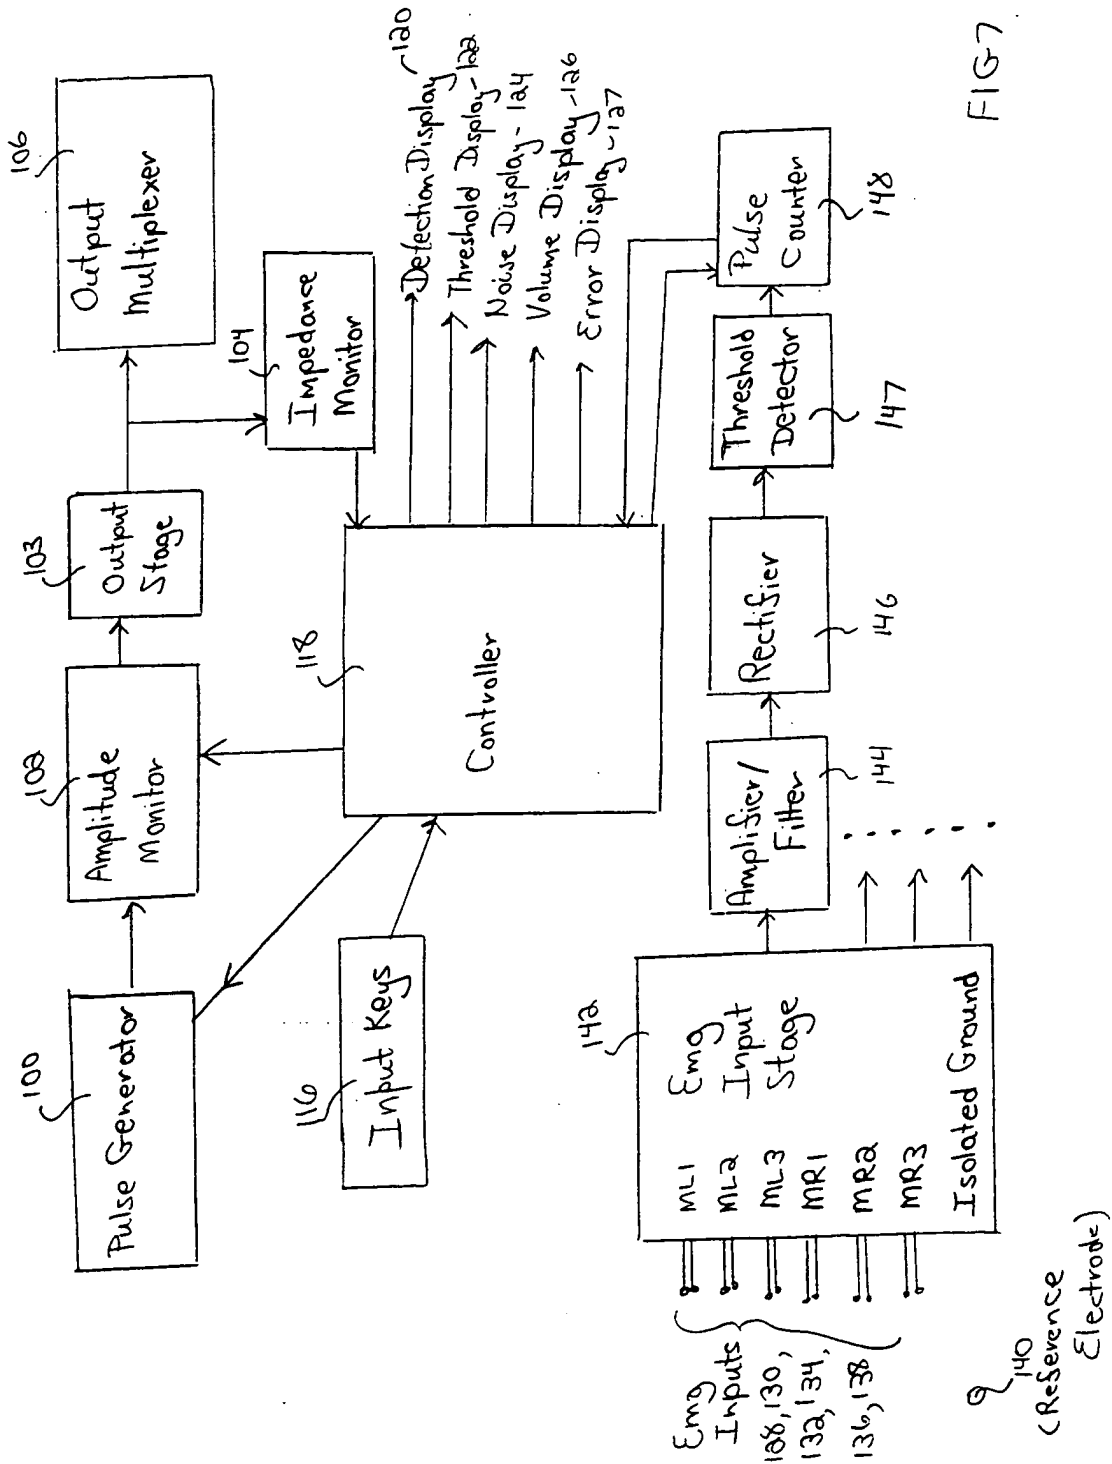 100
Pulse Generator
102
Amplitude
Monitor
103
Output
Stage
106
Output
Multiplexer
104
Impedance
Monitor
116
Input Keys
118
Controller
Detection Display 120
Threshold Display-122
Noise Display-124
Volume Display-126
Error Display-127
Emg
Inputs
128,130,
132,134,
136,138
142
ML1
ML2
ML3
MR1
MR2
MR3
Emg
Input
Stage
Isolated Ground
140
(Reference
Electrode)
Amplifier/
Filter
144
Rectifier
146
Threshold
Detector
147
Pulse
Counter
148
FIG 7